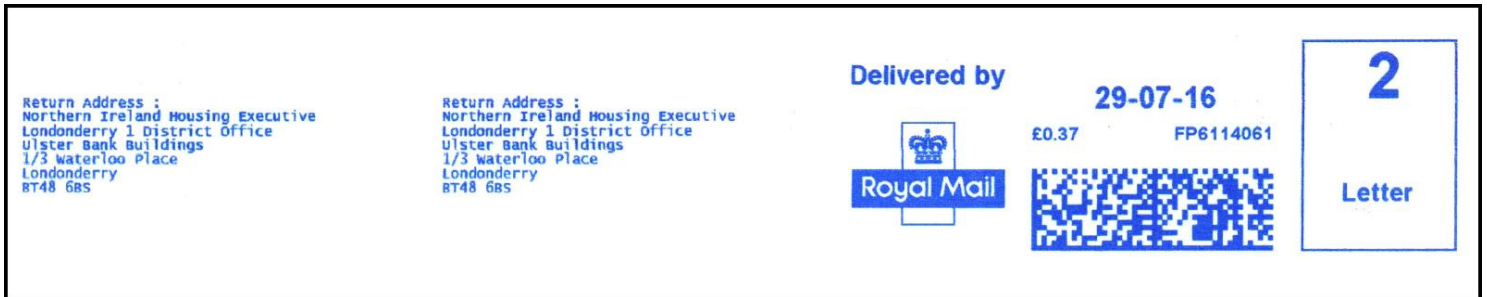 Return Address :
Northern Ireland Housing Executive
Londonderry 1 District Office
Ulster Bank Buildings
1/3 Waterloo Place
Londonderry
BT48 6BS
Return Address :
Northern Ireland Housing Executive
Londonderry 1 District Office
Ulster Bank Buildings
1/3 Waterloo Place
Londonderry
BT48 6BS
Delivered by
Royal Mail
29-07-16
£0.37 FP6114061
2
Letter